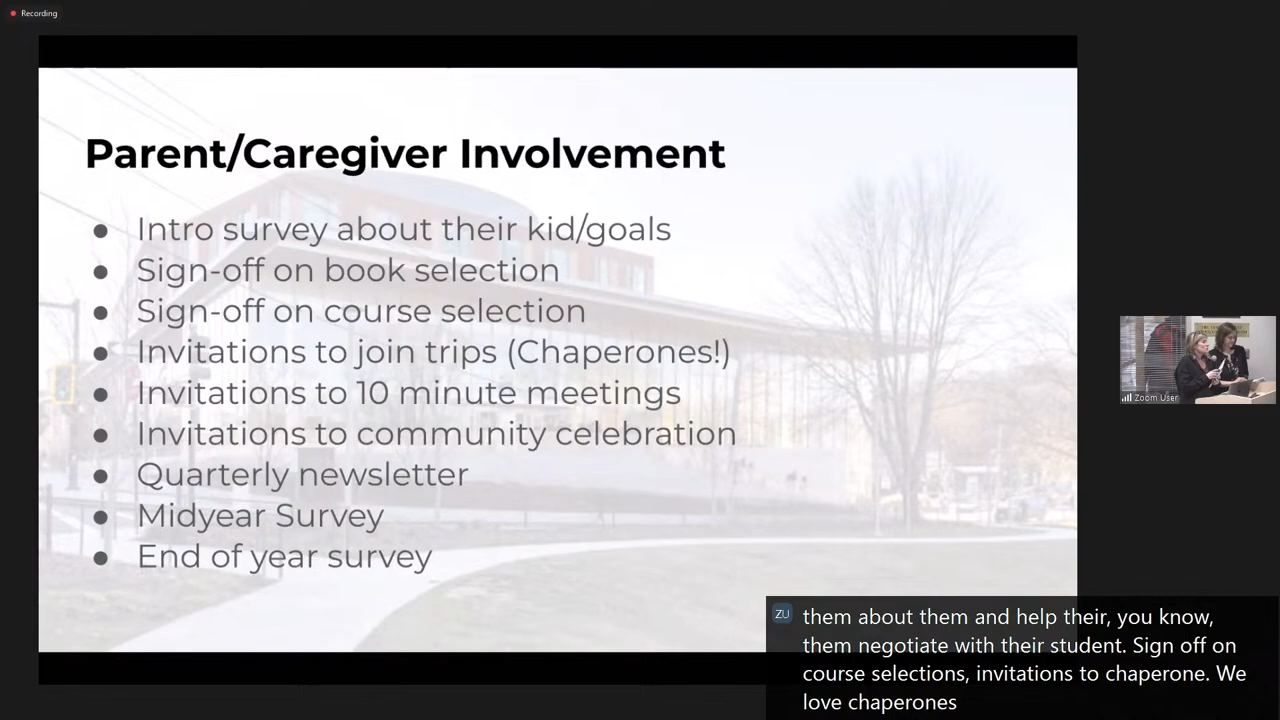 Recording
Parent/Caregiver Involvement
● Intro survey about their kid/goals
● Sign-off on book selection
● Sign-off on course selection
● Invitations to join trips (Chaperones!)
● Invitations to 10 minute meetings
● Invitations to community celebration
● Quarterly newsletter
● Midyear Survey
● End of year survey
Zoom User
ZU
them about them and help their, you know,
them negotiate with their student. Sign off on
course selections, invitations to chaperone. We
love chaperones